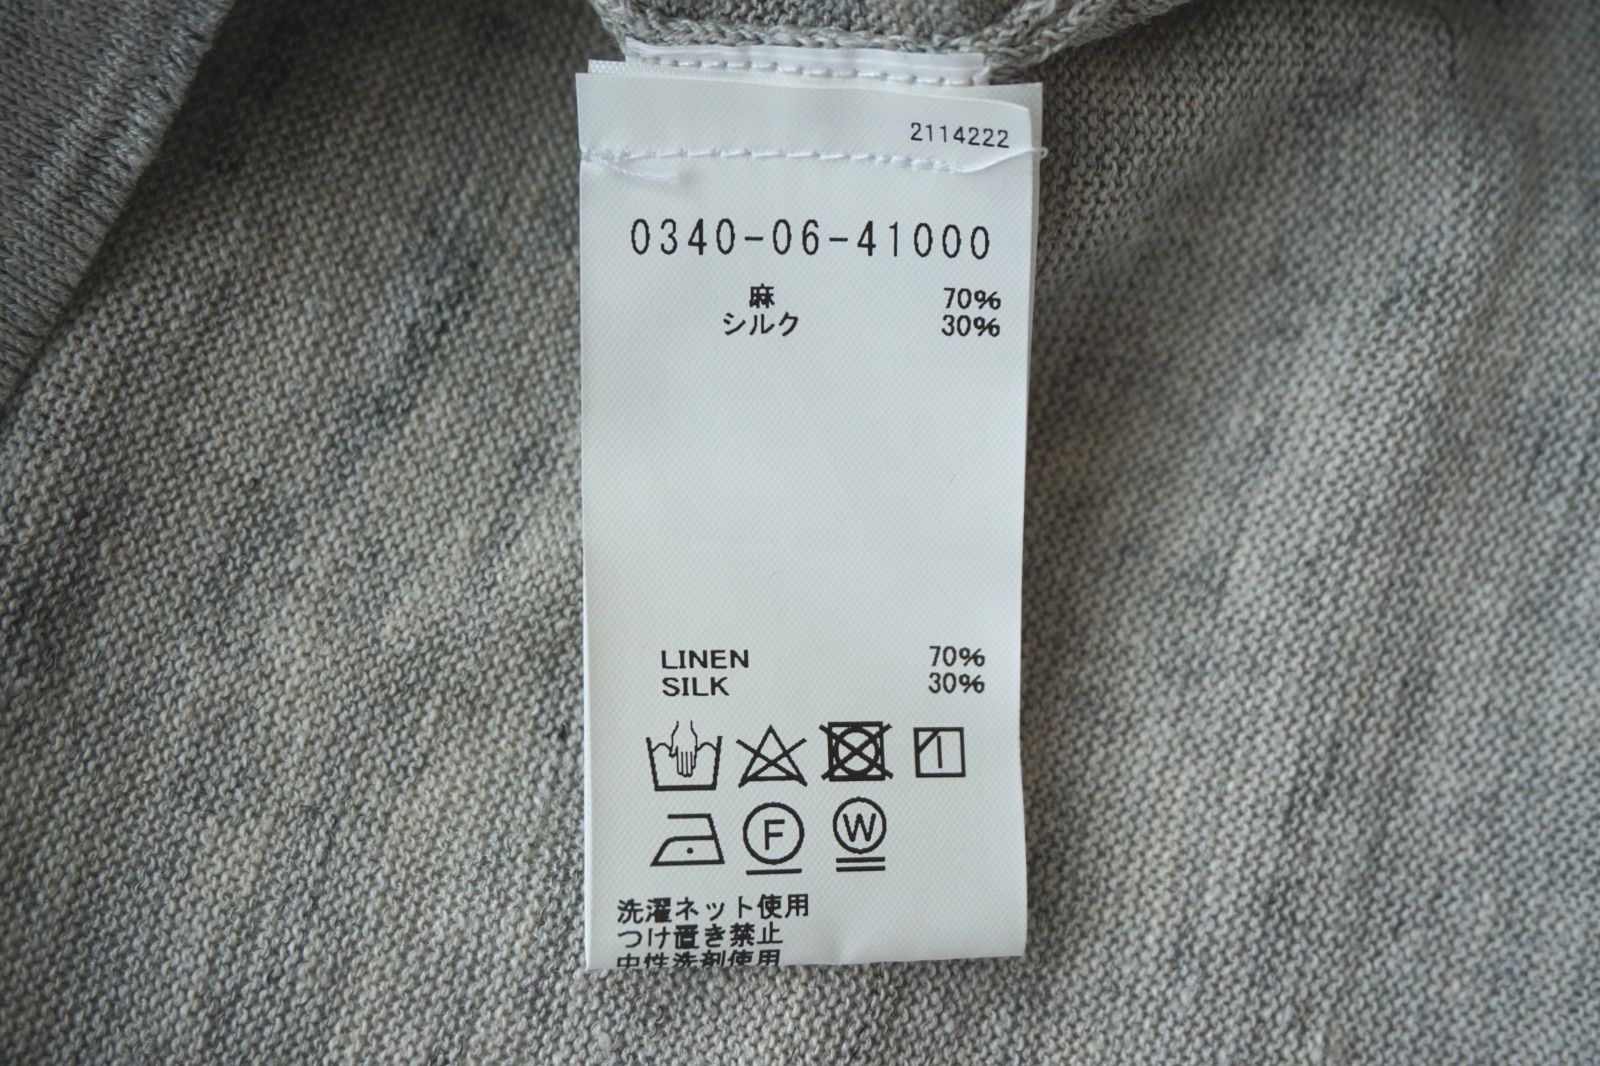 2114222
0340-06-41000
麻 70%
シルク 30%
LINEN 70%
SILK 30%
F W
洗濯ネット使用
つけ置き禁止
中性洗剤使用